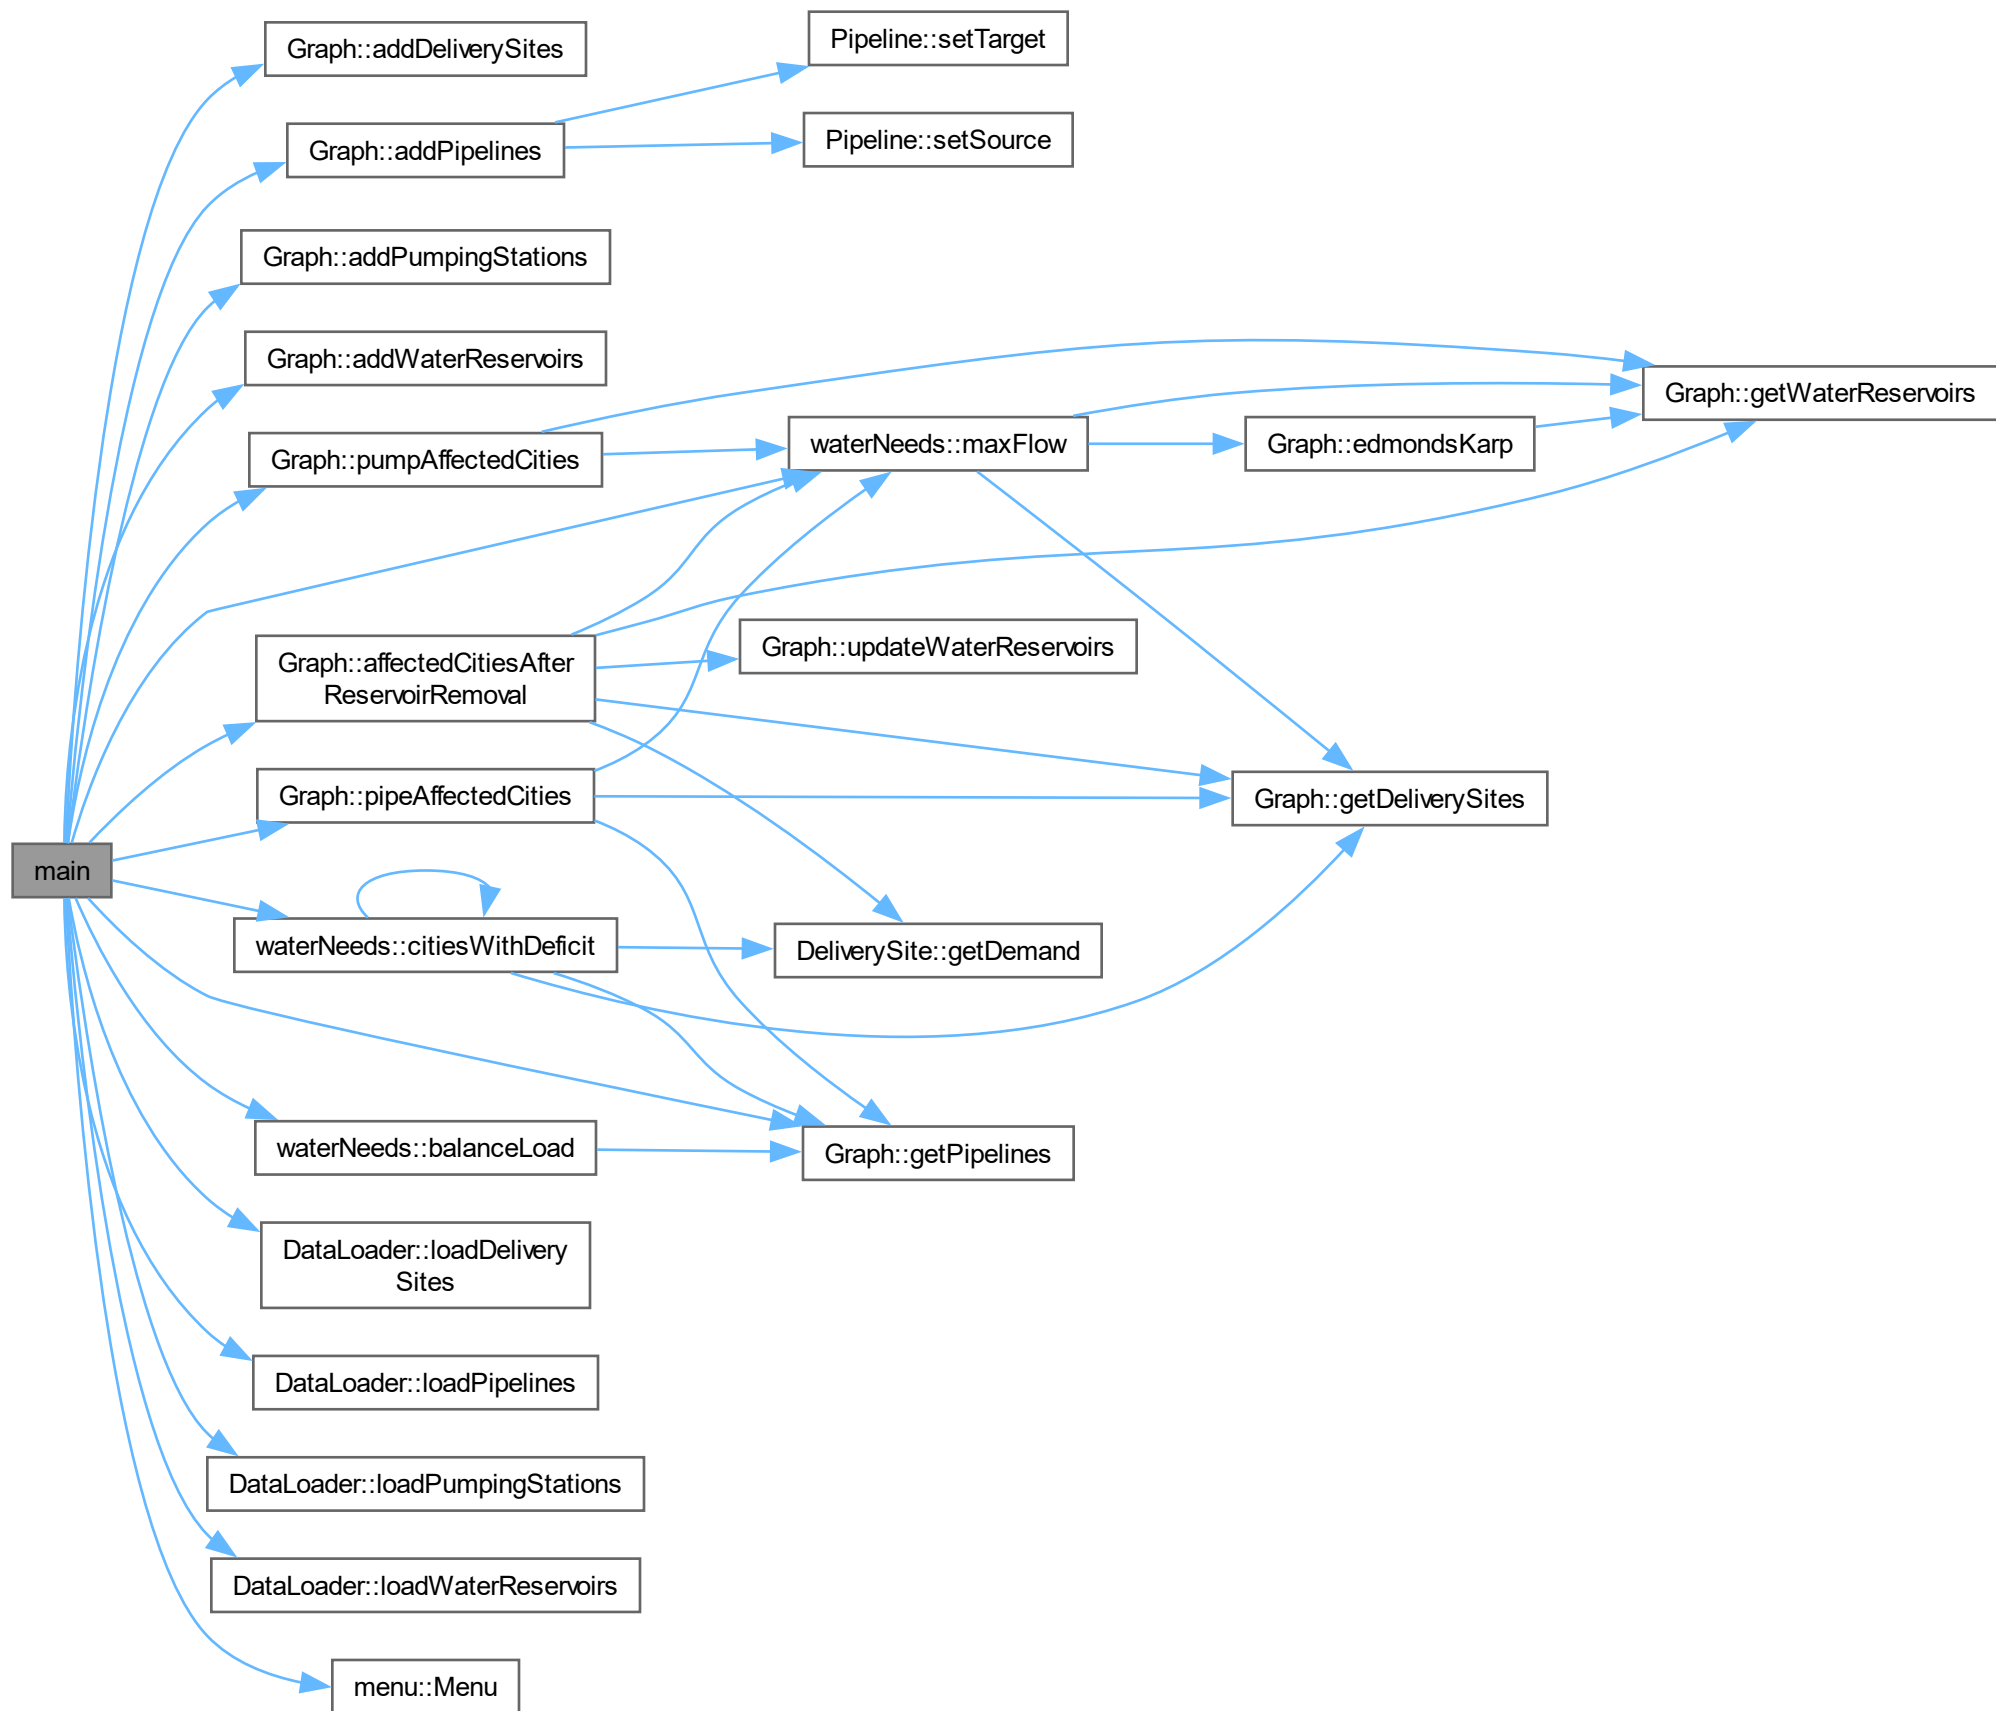 Graph::addDeliverySites
Pipeline::setTarget
Graph::addPipelines
Pipeline::setSource
Graph::addPumpingStations
Graph::addWaterReservoirs
Graph::getWaterReservoirs
Graph::pumpAffectedCities
waterNeeds::maxFlow
Graph::edmondsKarp
Graph::affectedCitiesAfter
ReservoirRemoval
Graph::updateWaterReservoirs
Graph::pipeAffectedCities
Graph::getDeliverySites
main
waterNeeds::citiesWithDeficit
DeliverySite::getDemand
waterNeeds::balanceLoad
Graph::getPipelines
DataLoader::loadDelivery
Sites
DataLoader::loadPipelines
DataLoader::loadPumpingStations
DataLoader::loadWaterReservoirs
menu::Menu